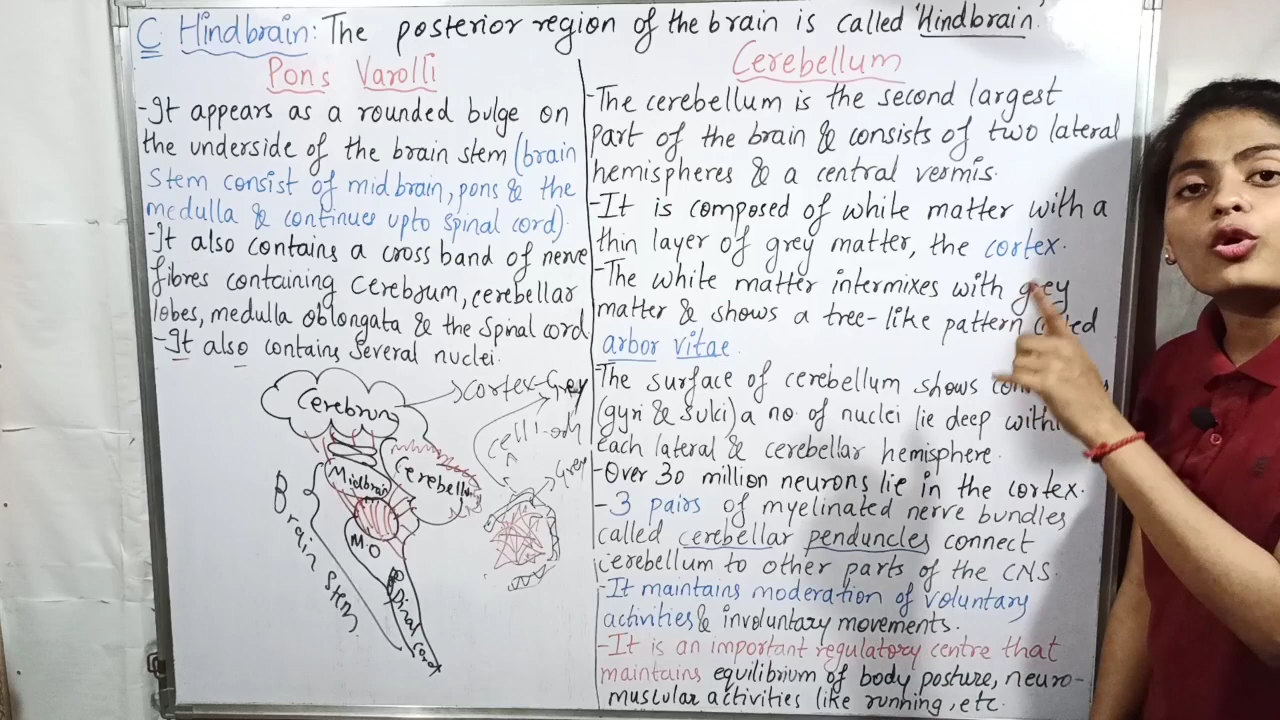 C Hindbrain: The posterior region of the brain is called 'Hindbrain'.
Pons Varolli
-It appears as a rounded bulge on
the underside of the brain stem (brain
stem consist of midbrain, pons & the
medulla & continues upto spinal cord).
-It also contains a cross band of nerve
fibres containing cerebrum, cerebellar
lobes, medulla oblongata & the spinal cord
-It also contains several nuclei.
Cerebrum
cortex-Grey
cell-
Grey
Midbrain
Cerebellum
M.O
Brain stem
Spinal cord
Cerebellum
-The cerebellum is the second largest
part of the brain & consists of two lateral
hemispheres & a central vermis.
-It is composed of white matter with a
thin layer of grey matter, the cortex.
-The white matter intermixes with grey
matter & shows a tree-like pattern
arbor vitae.
The surface of cerebellum shows
(gyri & sulci) a no. of nuclei lie deep
each lateral & cerebellar hemisphere.
-Over 30 million neurons lie in the cortex.
-3 pairs of myelinated nerve bundles
called cerebellar penduncles connect
cerebellum to other parts of the CNS.
-It maintains moderation of voluntary
activities & involuntary movements.
-It is an important regulatory centre that
maintains equilibrium of body posture, neuro-
muscular activities like running, etc.